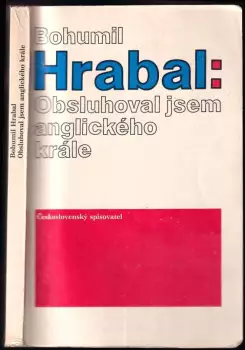 Bohumil Hrabal
Obsluhoval jsem anglického krále
Bohumil
Hrabal:
Obsluhoval jsem
anglického
krále
Československý spisovatel